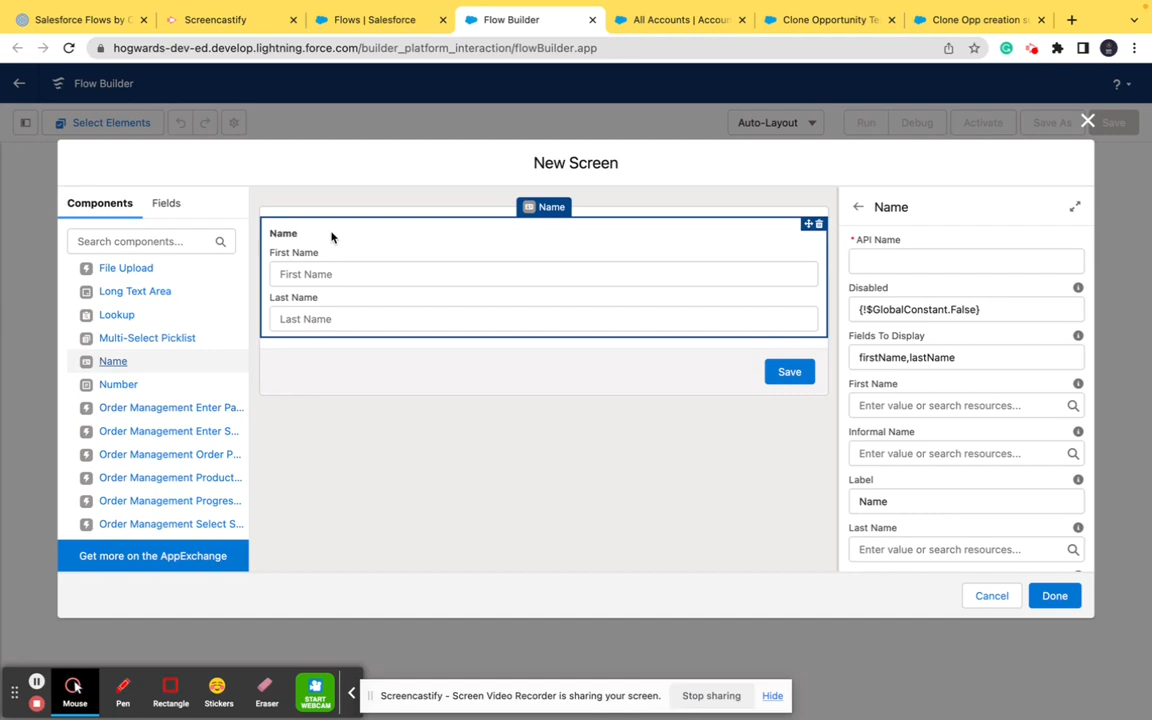 Salesforce Flows by C
Screencastify
Flows | Salesforce
Flow Builder
All Accounts | Accoun
Clone Opportunity Te
Clone Opp creation s
hogwards-dev-ed.develop.lightning.force.com/builder_platform_interaction/flowBuilder.app
Flow Builder
?
Select Elements
Auto-Layout
Run
Debug
Activate
Save As
Save
New Screen
Components
Fields
Search components...
File Upload
Long Text Area
Lookup
Multi-Select Picklist
Name
Number
Order Management Enter Pa...
Order Management Enter S...
Order Management Order P...
Order Management Product...
Order Management Progres...
Order Management Select S...
Get more on the AppExchange
Name
Name
First Name
First Name
Last Name
Last Name
Save
Name
* API Name
Disabled
{!$GlobalConstant.False}
Fields To Display
firstName,lastName
First Name
Enter value or search resources...
Informal Name
Enter value or search resources...
Label
Name
Last Name
Enter value or search resources...
Cancel
Done
Mouse
Pen
Rectangle
Stickers
Eraser
START
WEBCAM
Screencastify - Screen Video Recorder is sharing your screen.
Stop sharing
Hide